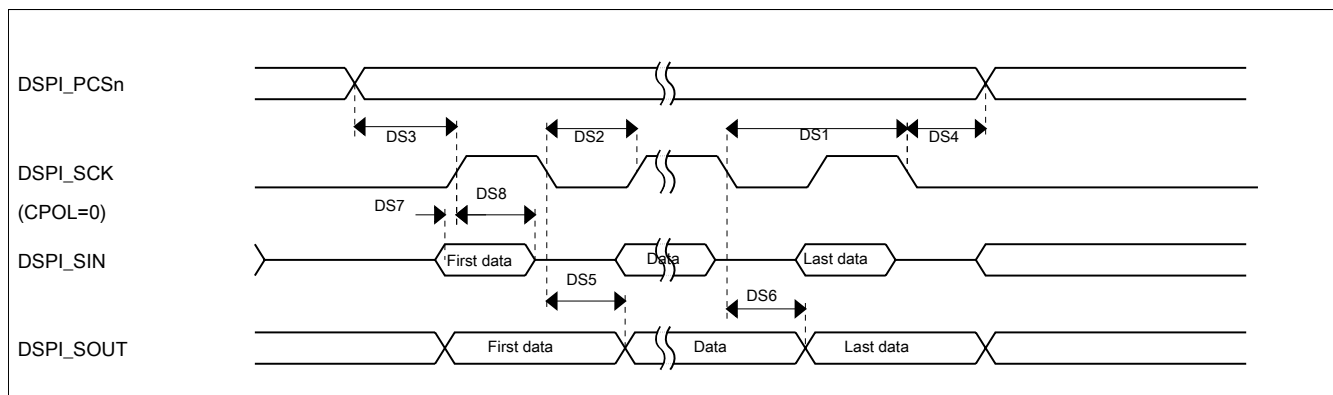 DSPI_PCSn
DS3
DS2
DS1
DS4
DSPI_SCK
(CPOL=0)
DS7
DS8
DSPI_SIN
First data
Data
Last data
DS5
DS6
DSPI_SOUT
First data
Data
Last data